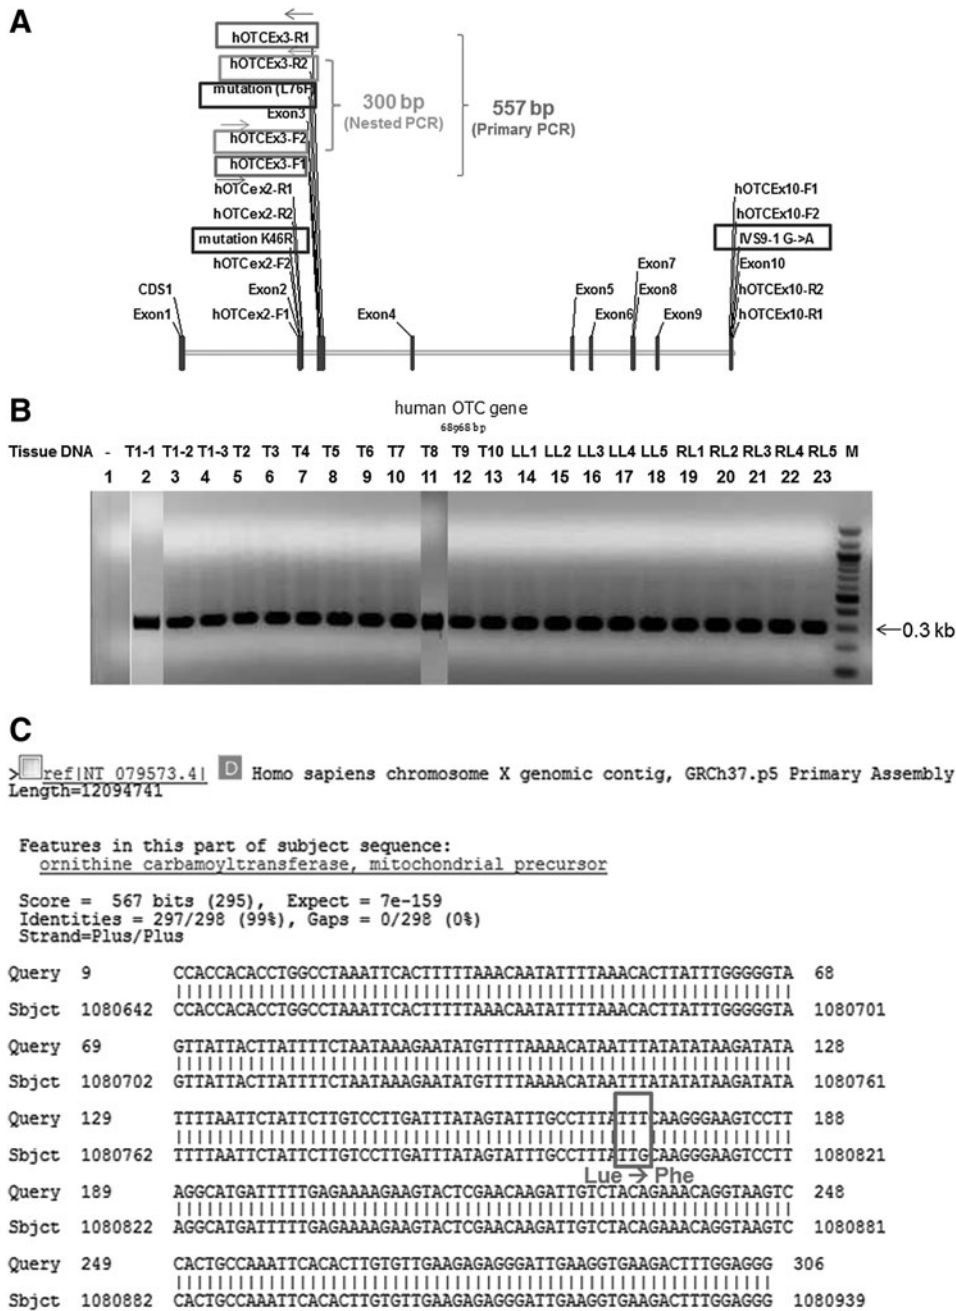 A
hOTCEx3-R1
hOTCEx3-R2
mutation (L76F
Exon3
hOTCEx3-F2
hOTCEx3-F1
300 bp
(Nested PCR)
557 bp
(Primary PCR)
hOTCex2-R1
hOTCex2-R2
mutation K46R
hOTCex2-F2
Exon2
hOTCex2-F1
CDS1
Exon1
Exon4
Exon5
Exon6
Exon7
Exon8
Exon9
hOTCEx10-F1
hOTCEx10-F2
IVS9-1 G->A
Exon10
hOTCEx10-R2
hOTCEx10-R1
human OTC gene
68968 bp
B
Tissue DNA - T1-1 T1-2 T1-3 T2 T3 T4 T5 T6 T7 T8 T9 T10 LL1 LL2 LL3 LL4 LL5 RL1 RL2 RL3 RL4 RL5 M
1 2 3 4 5 6 7 8 9 10 11 12 13 14 15 16 17 18 19 20 21 22 23
←0.3 kb
C
>ref|NT_079573.4| D Homo sapiens chromosome X genomic contig, GRCh37.p5 Primary Assembly
Length=12094741
Features in this part of subject sequence:
ornithine carbamoyltransferase, mitochondrial precursor
Score = 567 bits (295), Expect = 7e-159
Identities = 297/298 (99%), Gaps = 0/298 (0%)
Strand=Plus/Plus
Query 9 CCACCACACCTGGCCTAAATTCACTTTTTAAACAATATTTTAAACACTTATTTGGGGGTA 68
Sbjct 1080642 CCACCACACCTGGCCTAAATTCACTTTTTAAACAATATTTTAAACACTTATTTGGGGGTA 1080701
Query 69 GTTATTACTTATTTTCTAATAAAGAATATGTTTTAAAACATAATTTATATATAAGATATA 128
Sbjct 1080702 GTTATTACTTATTTTCTAATAAAGAATATGTTTTAAAACATAATTTATATATAAGATATA 1080761
Query 129 TTTTAATTCTATTCTTGTCCTTGATTTATAGTATTTGCCTTTATTTCAAGGGAAGTCCTT 188
Sbjct 1080762 TTTTAATTCTATTCTTGTCCTTGATTTATAGTATTTGCCTTTATTGCAAGGGAAGTCCTT 1080821
Lue → Phe
Query 189 AGGCATGATTTTTGAGAAAAGAAGTACTCGAACAAGATTGTCTACAGAAACAGGTAAGTC 248
Sbjct 1080822 AGGCATGATTTTTGAGAAAAGAAGTACTCGAACAAGATTGTCTACAGAAACAGGTAAGTC 1080881
Query 249 CACTGCCAAATTCACACTTGTGTTGAAGAGAGGGATTGAAGGTGAAGACTTTGGAGGG 306
Sbjct 1080882 CACTGCCAAATTCACACTTGTGTTGAAGAGAGGGATTGAAGGTGAAGACTTTGGAGGG 1080939